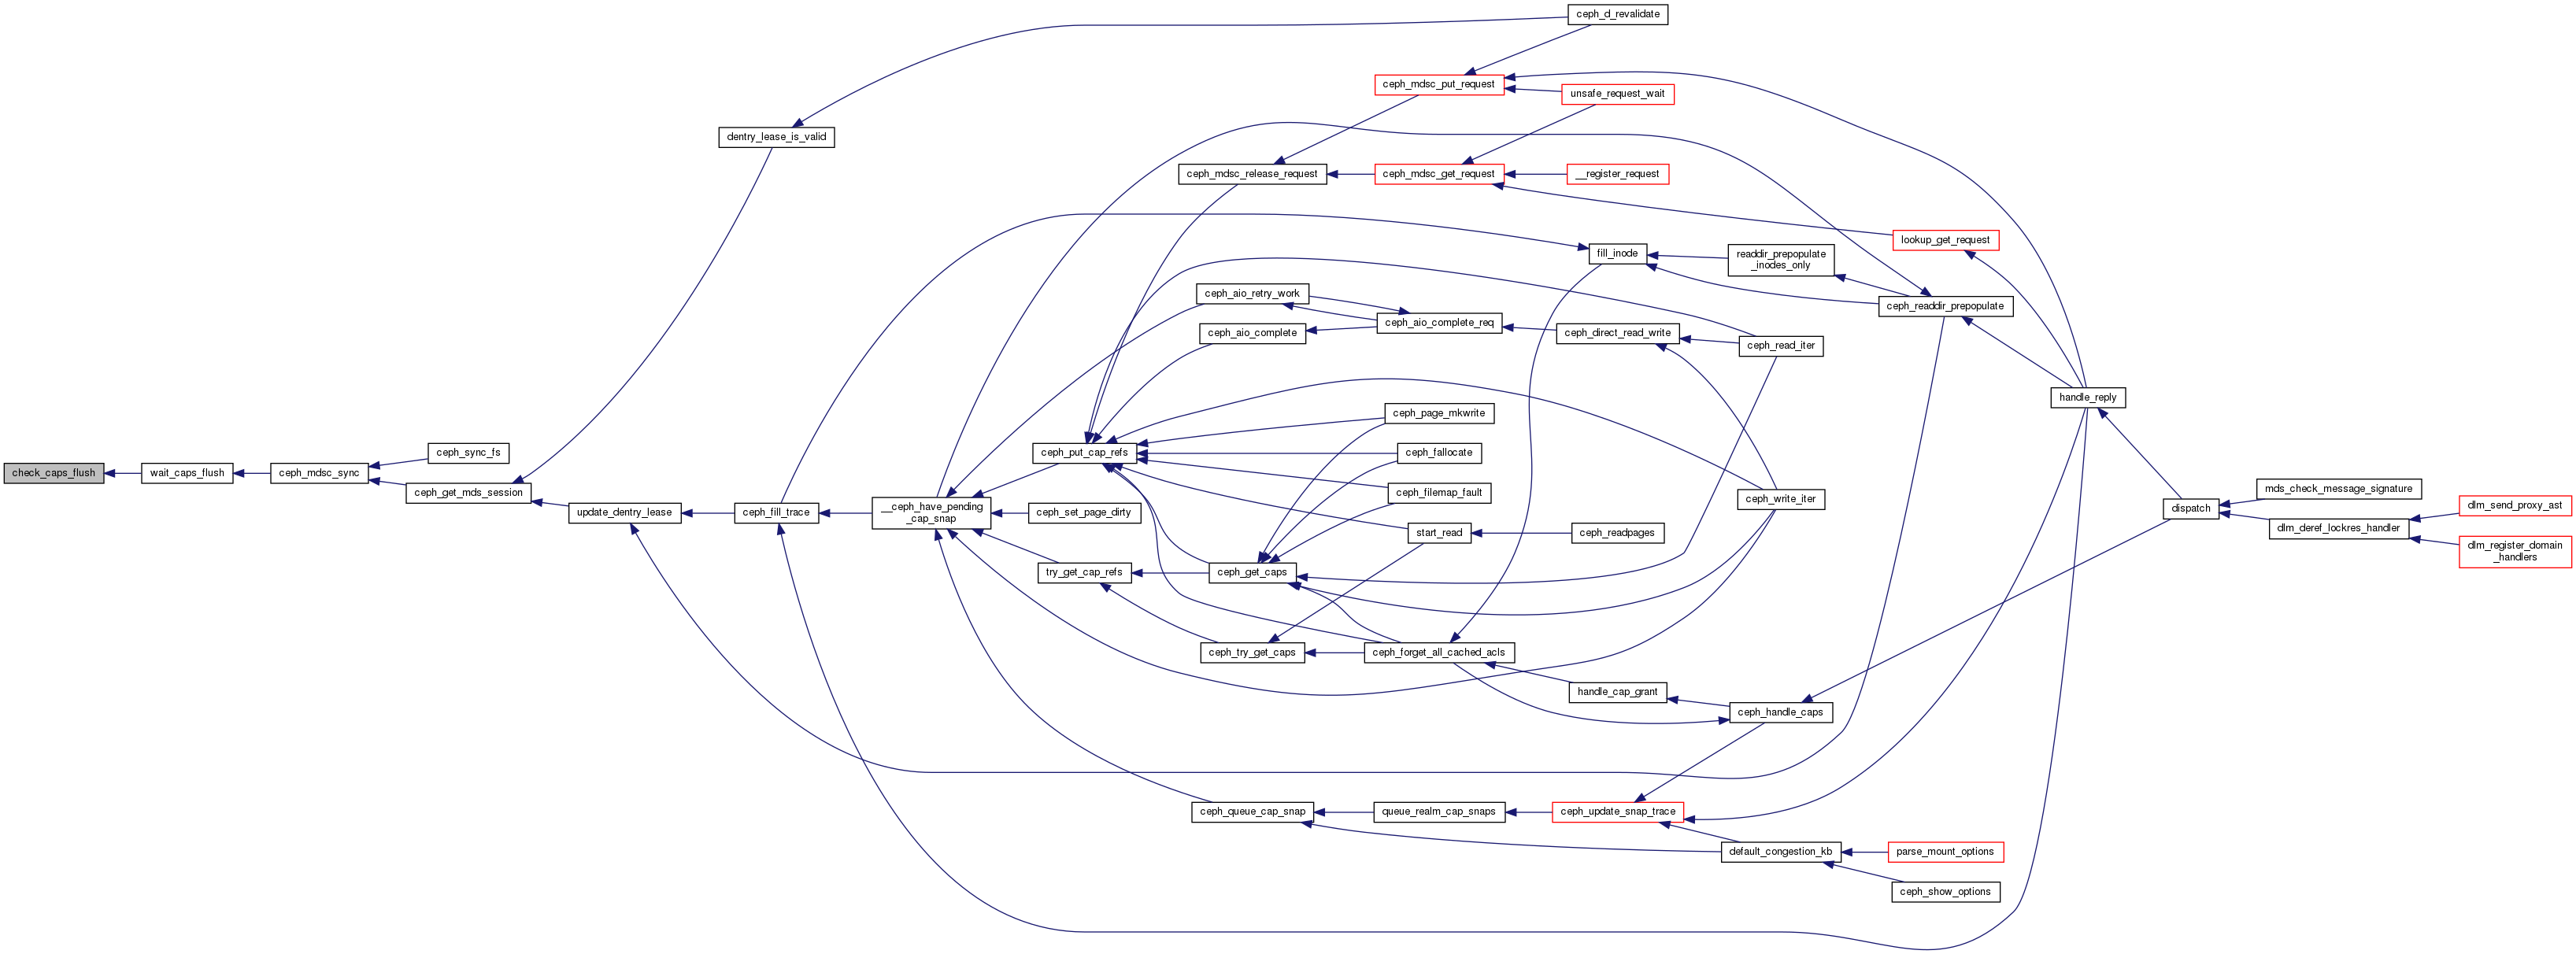 ceph_d_revalidate
ceph_mdsc_put_request
unsafe_request_wait
dentry_lease_is_valid
ceph_mdsc_release_request
ceph_mdsc_get_request
__register_request
lookup_get_request
fill_inode
readdir_prepopulate
_inodes_only
ceph_aio_retry_work
ceph_readdir_prepopulate
ceph_aio_complete_req
ceph_aio_complete
ceph_direct_read_write
ceph_read_iter
handle_reply
ceph_page_mkwrite
ceph_sync_fs
ceph_put_cap_refs
ceph_fallocate
check_caps_flush
wait_caps_flush
ceph_mdsc_sync
ceph_get_mds_session
ceph_filemap_fault
ceph_write_iter
mds_check_message_signature
update_dentry_lease
ceph_fill_trace
__ceph_have_pending
_cap_snap
ceph_set_page_dirty
dispatch
dlm_send_proxy_ast
dlm_deref_lockres_handler
start_read
ceph_readpages
dlm_register_domain
_handlers
try_get_cap_refs
ceph_get_caps
ceph_try_get_caps
ceph_forget_all_cached_acls
handle_cap_grant
ceph_handle_caps
ceph_queue_cap_snap
queue_realm_cap_snaps
ceph_update_snap_trace
default_congestion_kb
parse_mount_options
ceph_show_options